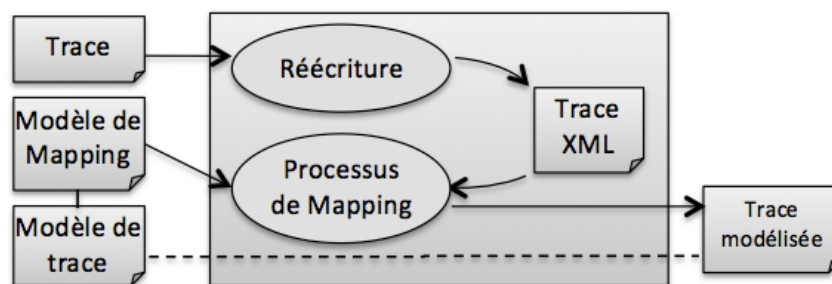 Trace
Réécriture
Modèle de
Mapping
Trace
XML
Processus
de Mapping
Modèle de
trace
Trace
modélisée